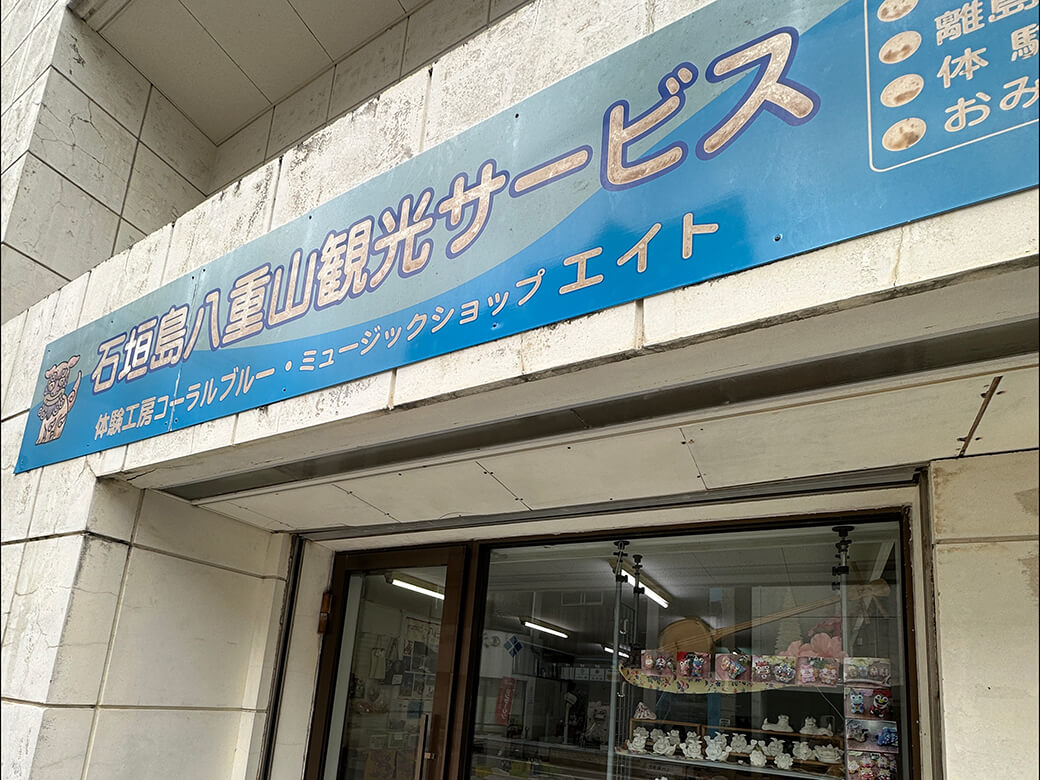 石垣島八重山観光サービス
体験工房コーラルブルー・ミュージックショップ エイト
離島
体験
おみ